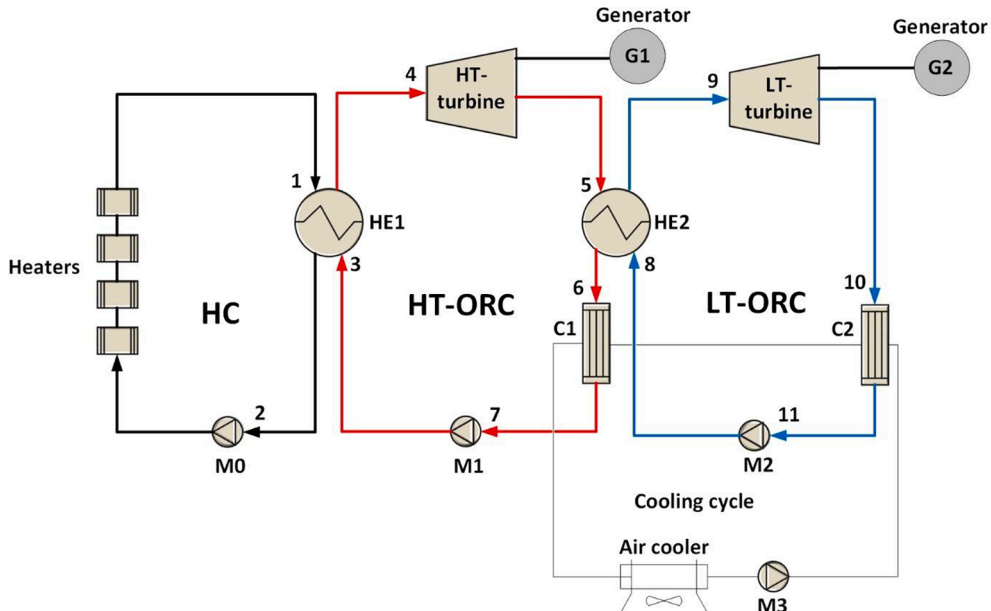 Generator
G1
Generator
G2
4
HT-
turbine
9
LT-
turbine
1
HE1
5
HE2
3
8
Heaters
HC
HT-ORC
6
LT-ORC
10
C1
C2
2
7
11
M0
M1
M2
Cooling cycle
Air cooler
M3